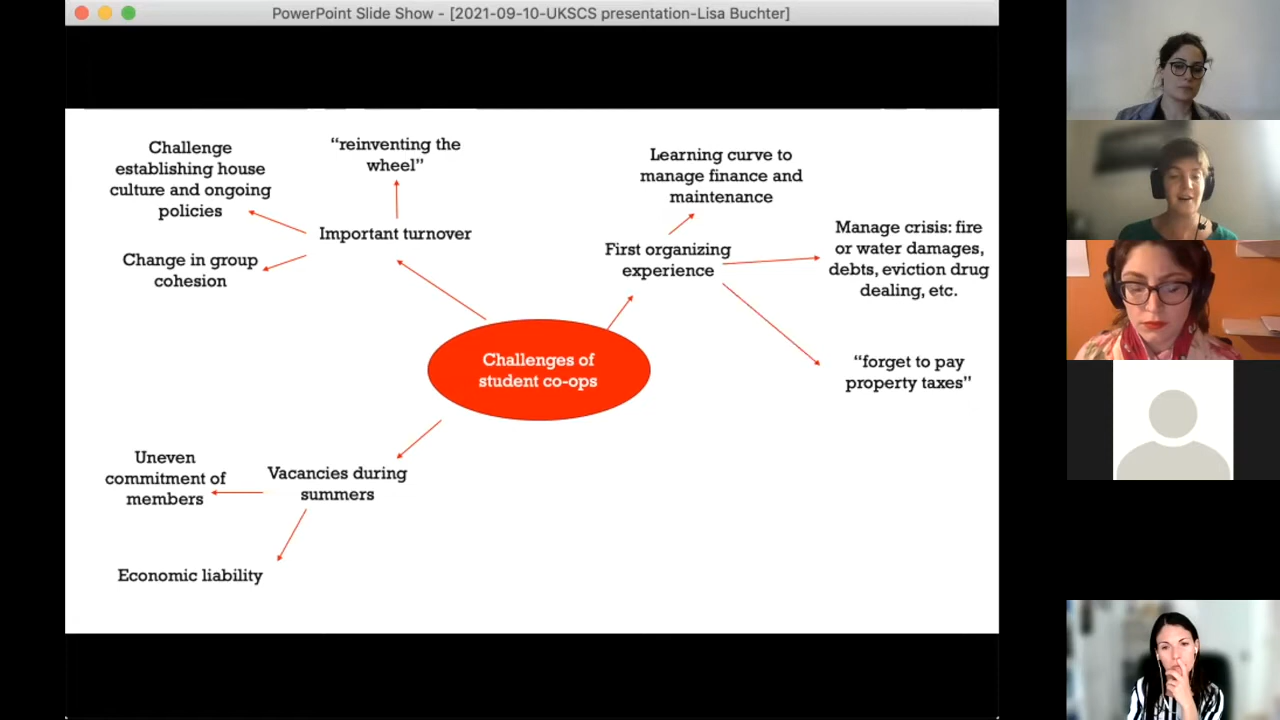 PowerPoint Slide Show - [2021-09-10-UKSCS presentation-Lisa Buchter]
Challenge
establishing house
culture and ongoing
policies
“reinventing the
wheel”
Important turnover
Change in group
cohesion
Learning curve to
manage finance and
maintenance
First organizing
experience
Manage crisis: fire
or water damages,
debts, eviction drug
dealing, etc.
“forget to pay
property taxes”
Challenges of
student co-ops
Uneven
commitment of
members
Vacancies during
summers
Economic liability